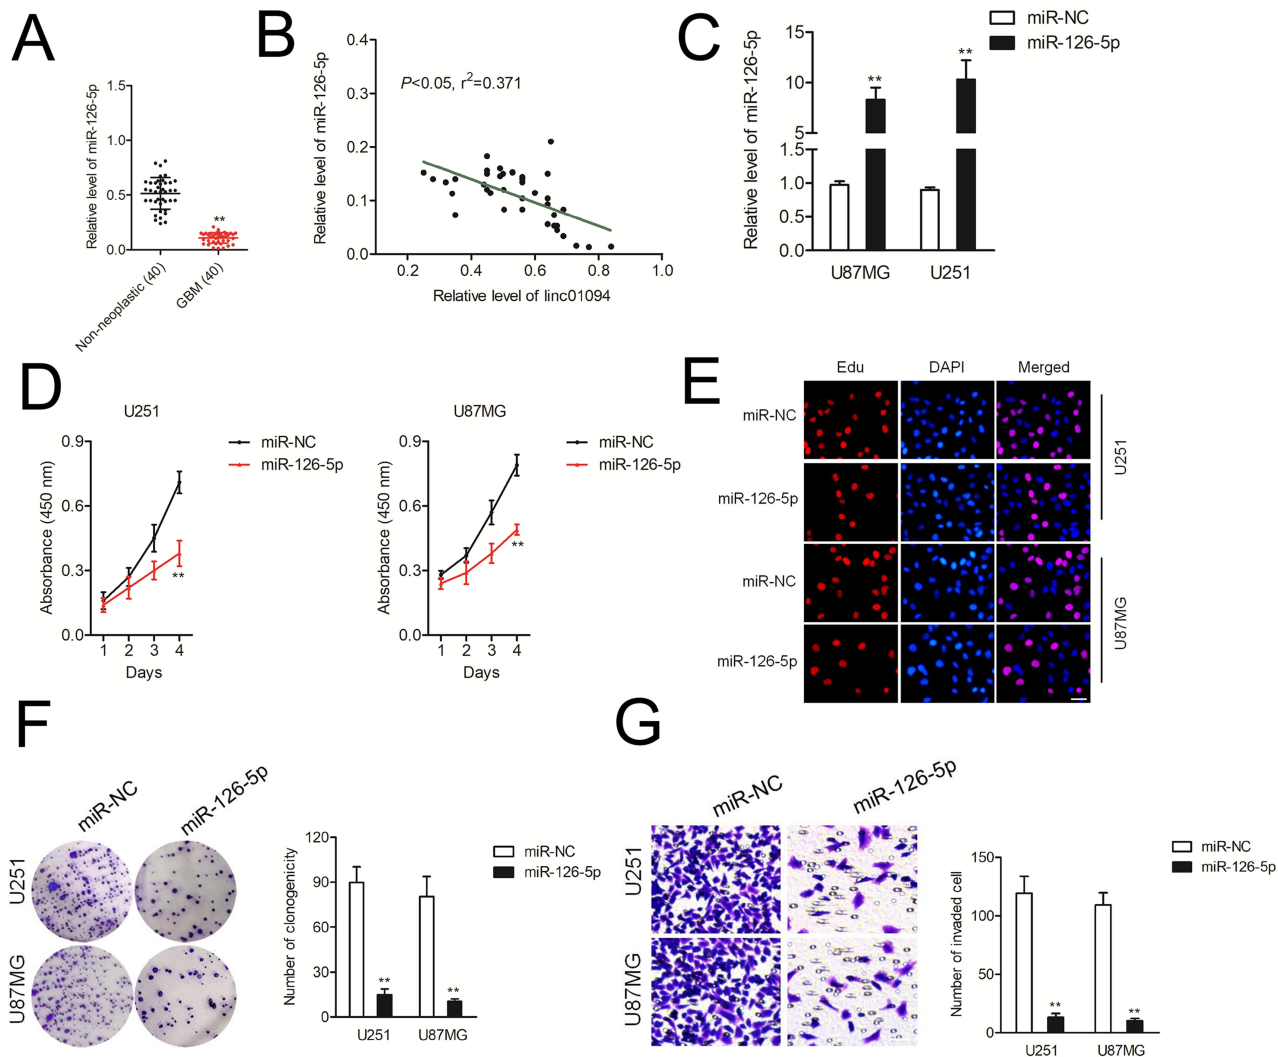 A
Relative level of miR-126-5p
1.5
1.0
0.5
0.0
**
Non-neoplastic (40)
GBM (40)
B
Relative level of miR-126-5p
0.4
0.3
0.2
0.1
0.0
P<0.05, r²=0.371
0.2
0.4
0.6
0.8
1.0
Relative level of linc01094
C
miR-NC
miR-126-5p
Relative level of miR-126-5p
15
10
5
1.5
1.0
0.5
0.0
**
**
U87MG
U251
D
U251
Absorbance (450 nm)
0.9
0.6
0.3
0.0
miR-NC
miR-126-5p
**
1
2
3
4
Days
U87MG
Absorbance (450 nm)
0.9
0.6
0.3
0.0
miR-NC
miR-126-5p
**
1
2
3
4
Days
E
Edu
DAPI
Merged
miR-NC
miR-126-5p
U251
miR-NC
miR-126-5p
U87MG
F
miR-NC
miR-126-5p
U251
U87MG
Number of clonogenicity
120
90
60
30
0
miR-NC
miR-126-5p
**
**
U251
U87MG
G
miR-NC
miR-126-5p
U251
U87MG
Number of invaded cell
150
100
50
0
miR-NC
miR-126-5p
**
**
U251
U87MG